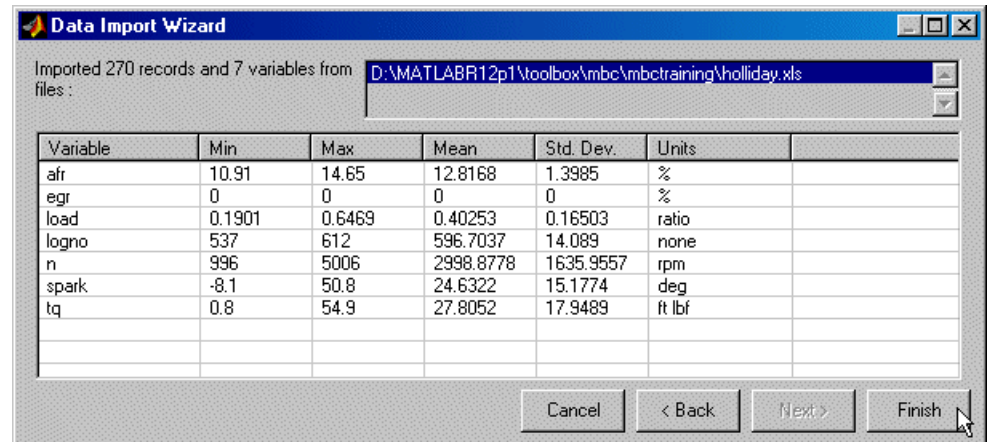 Data Import Wizard
Imported 270 records and 7 variables from files :
D:\MATLABR12p1\toolbox\mbc\mbctraining\holliday.xls
Variable Min Max Mean Std. Dev. Units
afr 10.91 14.65 12.8168 1.3985 %
egr 0 0 0 0 %
load 0.1901 0.6469 0.40253 0.16503 ratio
logno 537 612 596.7037 14.089 none
n 996 5006 2998.8778 1635.9557 rpm
spark -8.1 50.8 24.6322 15.1774 deg
tq 0.8 54.9 27.8052 17.9489 ft lbf
Cancel < Back Next > Finish